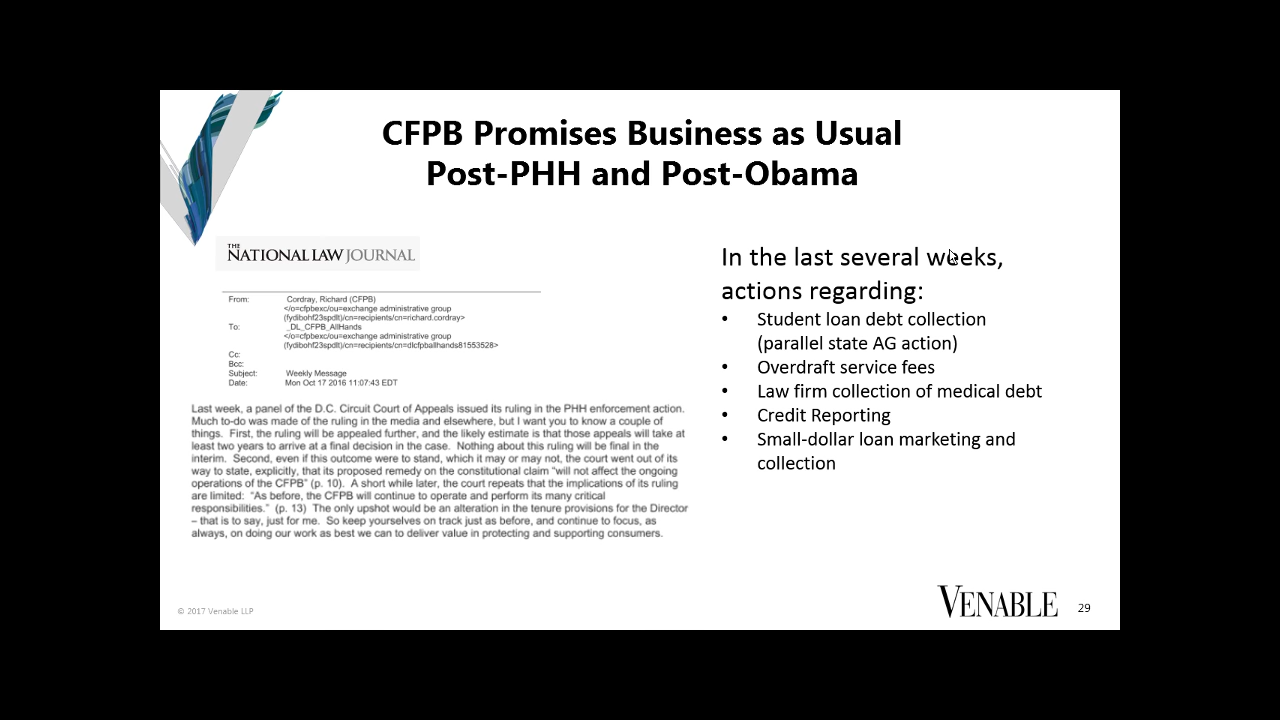 CFPB Promises Business as Usual
Post-PHH and Post-Obama
THE
NATIONAL LAW JOURNAL
From: Cordray, Richard (CFPB)
</o=cfpbexc/ou=exchange administrative group
(fydibohf23spdlt)/cn=recipients/cn=richard.cordray>
To: _DL_CFPB_AllHands
</o=cfpbexc/ou=exchange administrative group
(fydibohf23spdlt)/cn=recipients/cn=dlcfpballhands81553528>
Cc:
Bcc:
Subject: Weekly Message
Date: Mon Oct 17 2016 11:07:43 EDT
Last week, a panel of the D.C. Circuit Court of Appeals issued its ruling in the PHH enforcement action.
Much to-do was made of the ruling in the media and elsewhere, but I want you to know a couple of
things. First, the ruling will be appealed further, and the likely estimate is that those appeals will take at
least two years to arrive at a final decision in the case. Nothing about this ruling will be final in the
interim. Second, even if this outcome were to stand, which it may or may not, the court went out of its
way to state, explicitly, that its proposed remedy on the constitutional claim “will not affect the ongoing
operations of the CFPB” (p. 10). A short while later, the court repeats that the implications of its ruling
are limited: “As before, the CFPB will continue to operate and perform its many critical
responsibilities.” (p. 13) The only upshot would be an alteration in the tenure provisions for the Director
– that is to say, just for me. So keep yourselves on track just as before, and continue to focus, as
always, on doing our work as best we can to deliver value in protecting and supporting consumers.
In the last several weeks,
actions regarding:
• Student loan debt collection
(parallel state AG action)
• Overdraft service fees
• Law firm collection of medical debt
• Credit Reporting
• Small-dollar loan marketing and
collection
© 2017 Venable LLP
VENABLE
29